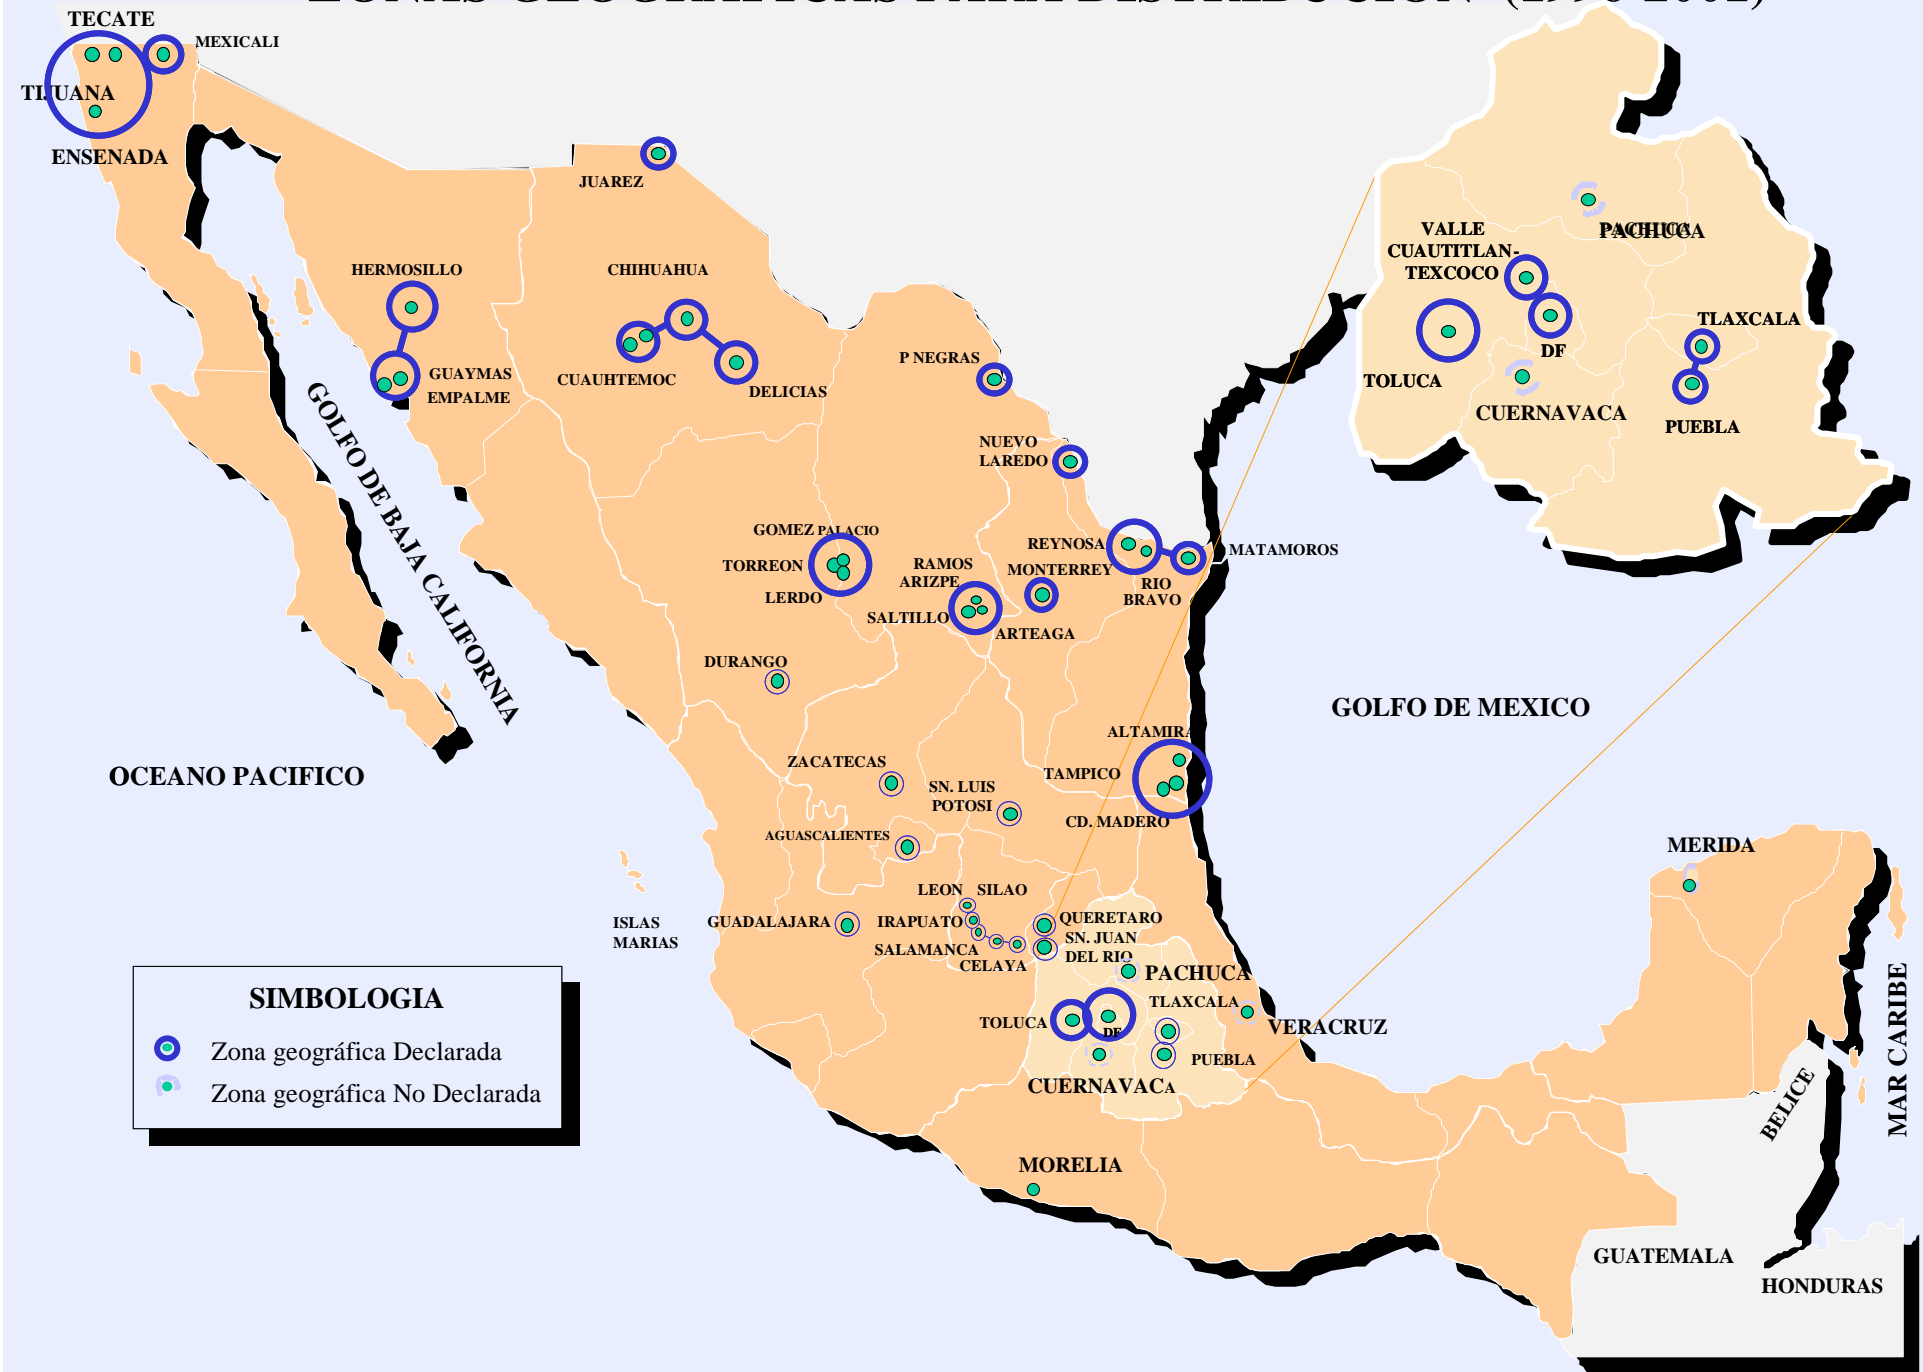 ZONAS GEOGRAFICAS PARA DISTRIBUCION
TECATE
MEXICALI
TIJUANA
ENSENADA
JUAREZ
HERMOSILLO
CHIHUAHUA
GUAYMAS
EMPALME
CUAUHTEMOC
DELICIAS
P NEGRAS
NUEVO
LAREDO
GOMEZ PALACIO
TORREON
LERDO
RAMOS
ARIZPE
SALTILLO
ARTEAGA
MONTERREY
REYNOSA
RIO
BRAVO
MATAMOROS
DURANGO
ZACATECAS
SN. LUIS
POTOSI
AGUASCALIENTES
ALTAMIRA
TAMPICO
CD. MADERO
LEON
SILAO
GUADALAJARA
IRAPUATO
SALAMANCA
CELAYA
QUERETARO
SN. JUAN
DEL RIO
PACHUCA
TLAXCALA
TOLUCA
DF
PUEBLA
CUERNAVACA
VERACRUZ
MORELIA
MERIDA
ISLAS
MARIAS
OCEANO PACIFICO
GOLFO DE BAJA CALIFORNIA
GOLFO DE MEXICO
MAR CARIBE
BELICE
GUATEMALA
HONDURAS
PACHUCA
VALLE
CUAUTITLAN-
TEXCOCO
TLAXCALA
DF
TOLUCA
CUERNAVACA
PUEBLA
SIMBOLOGIA
Zona geográfica Declarada
Zona geográfica No Declarada